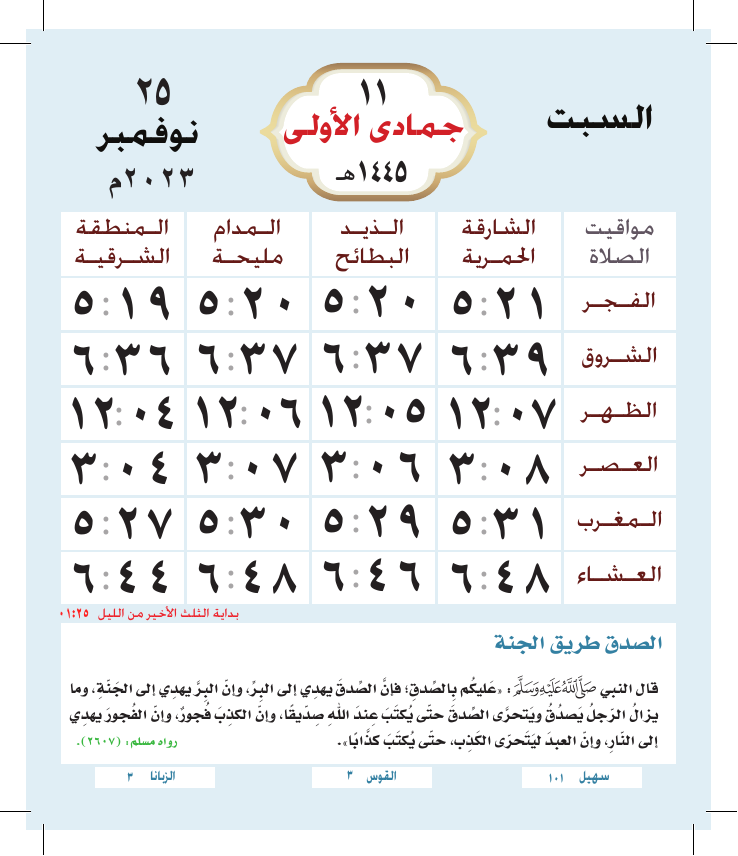 السبت
١١
جمادى الأولى
١٤٤٥هـ
٢٥
نوفمبر
٢٠٢٣م
مواقيت الصلاة | الشارقة الحمرية | الذيد البطائح | المدام مليحة | المنطقة الشرقية
الفجر ٥:٢١ ٥:٢٠ ٥:٢٠ ٥:١٩
الشروق ٦:٣٩ ٦:٣٧ ٦:٣٧ ٦:٣٦
الظهر ١٢:٠٧ ١٢:٠٥ ١٢:٠٦ ١٢:٠٤
العصر ٣:٠٨ ٣:٠٦ ٣:٠٧ ٣:٠٤
المغرب ٥:٣١ ٥:٢٩ ٥:٣٠ ٥:٢٧
العشاء ٦:٤٨ ٦:٤٦ ٦:٤٨ ٦:٤٤
بداية الثلث الأخير من الليل ٠١:٢٥
الصدق طريق الجنة
قال النبي صَلَّى اللَّهُ عَلَيْهِ وَسَلَّمَ: «عَليكُم بِالصِّدقِ؛ فإنَّ الصِّدقَ يهدِي إلى البِرِّ، وإنّ البِرَّ يهدِي إلى الجَنّةِ، وما
يزالُ الرّجلُ يَصدُقُ ويَتحرَّى الصِّدقَ حتّى يُكتَبَ عِندَ اللهِ صِدّيقًا، وإنّ الكذِبَ فُجورٌ، وإنّ الفُجورَ يهدِي
إلى النّارِ، وإنّ العبدَ ليَتَحرّى الكَذِب، حتّى يُكتَبَ كَذَّابًا».
رواه مسلم: (٢٦٠٧).
سهيل ١٠١
القوس ٣
الزبانا ٣